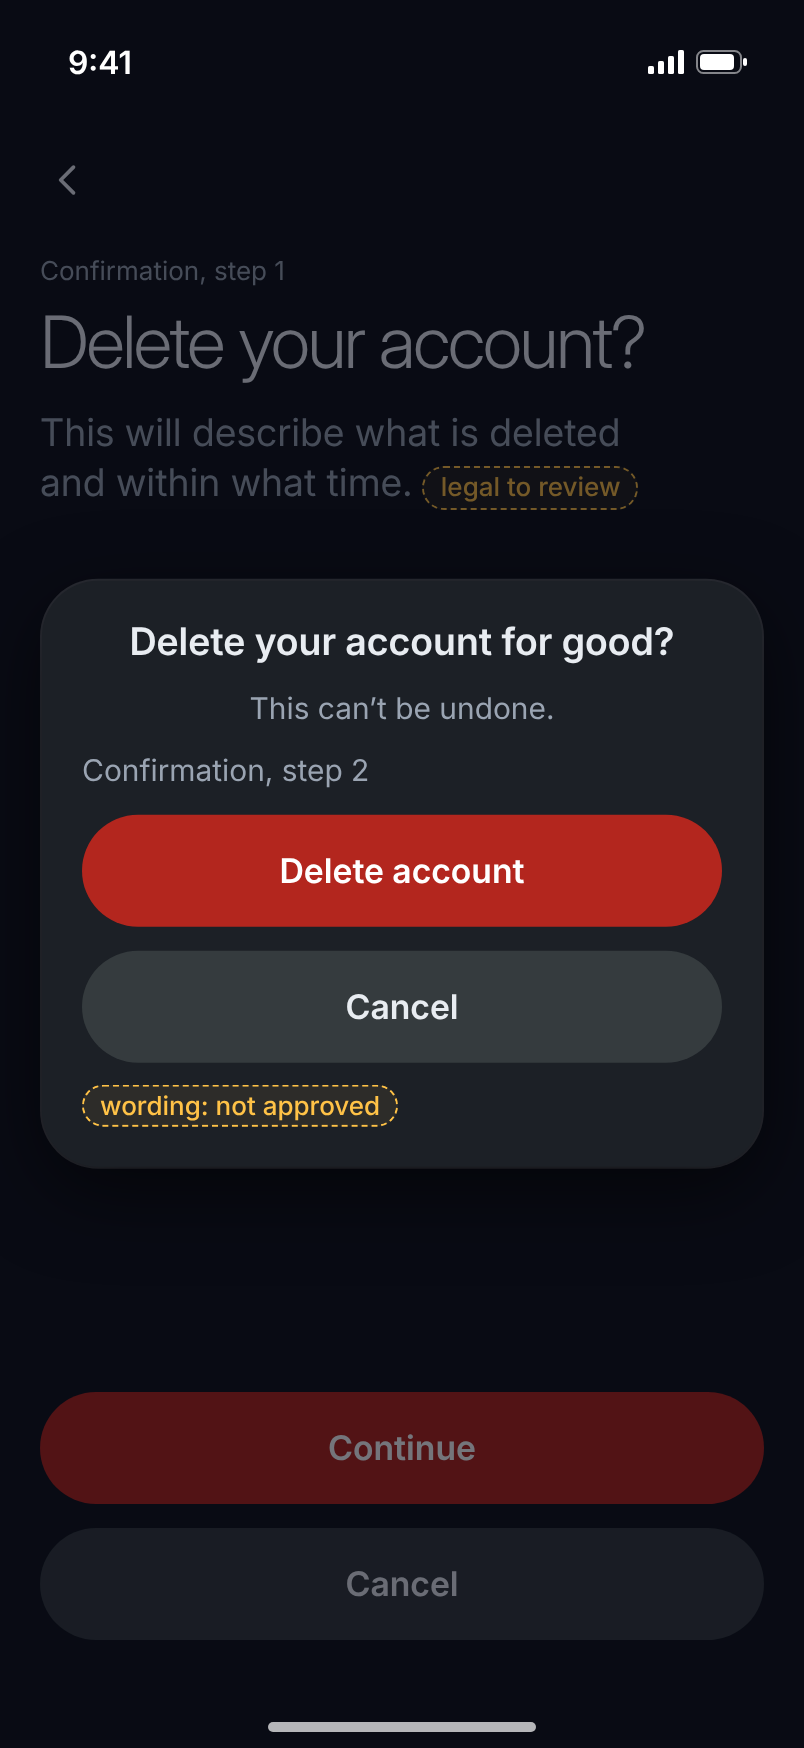 9:41
Confirmation, step 1
Delete your account?
This will describe what is deleted
and within what time. legal to review
Delete your account for good?
This can’t be undone.
Confirmation, step 2
Delete account
Cancel
wording: not approved
Continue
Cancel